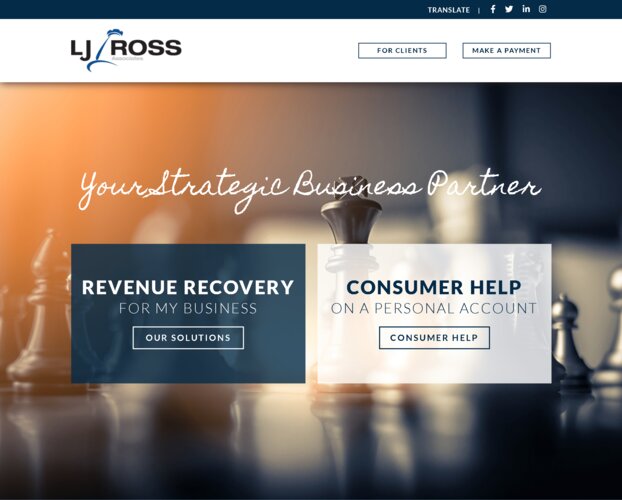 TRANSLATE |
LJ ROSS
Associates
FOR CLIENTS
MAKE A PAYMENT
Your Strategic Business Partner
REVENUE RECOVERY
FOR MY BUSINESS
OUR SOLUTIONS
CONSUMER HELP
ON A PERSONAL ACCOUNT
CONSUMER HELP